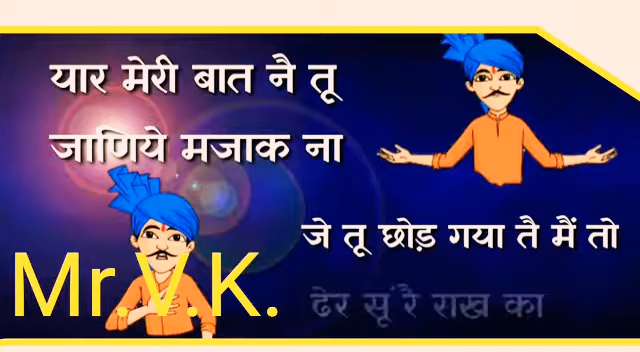 यार मेरी बात नै तू
जाणिये मजाक ना
जे तू छोड़ गया तै मैं तो
ढेर सूं रै राख का
Mr.V.K.